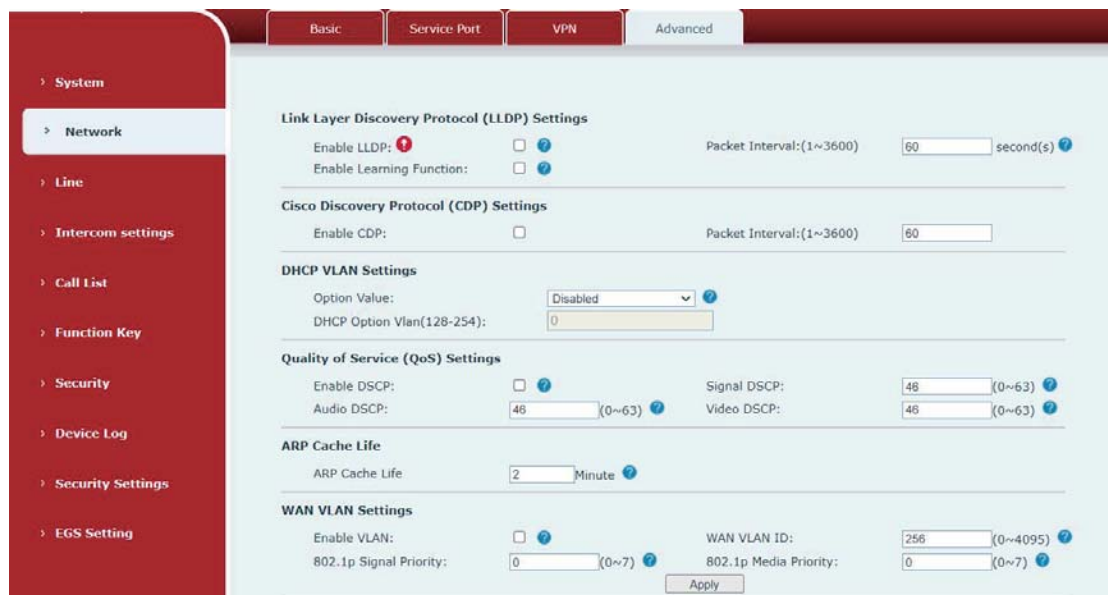 Basic
Service Port
VPN
Advanced
System
Network
Line
Intercom settings
Call List
Function Key
Security
Device Log
Security Settings
EGS Setting
Link Layer Discovery Protocol (LLDP) Settings
Enable LLDP: Packet Interval:(1~3600) 60 second(s)
Enable Learning Function:
Cisco Discovery Protocol (CDP) Settings
Enable CDP: Packet Interval:(1~3600) 60
DHCP VLAN Settings
Option Value: Disabled
DHCP Option Vlan(128-254): 0
Quality of Service (QoS) Settings
Enable DSCP: Signal DSCP: 46 (0~63)
Audio DSCP: 46 (0~63) Video DSCP: 46 (0~63)
ARP Cache Life
ARP Cache Life 2 Minute
WAN VLAN Settings
Enable VLAN: WAN VLAN ID: 256 (0~4095)
802.1p Signal Priority: 0 (0~7) 802.1p Media Priority: 0 (0~7)
Apply